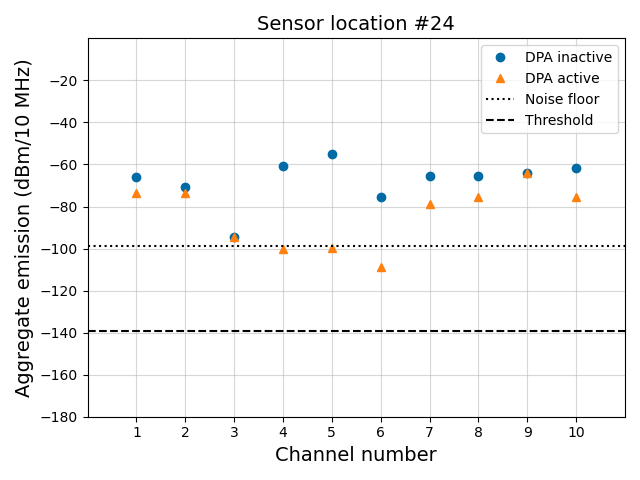 Sensor location #24
Aggregate emission (dBm/10 MHz)
−20
−40
−60
−80
−100
−120
−140
−160
−180
DPA inactive
DPA active
Noise floor
Threshold
1 2 3 4 5 6 7 8 9 10
Channel number